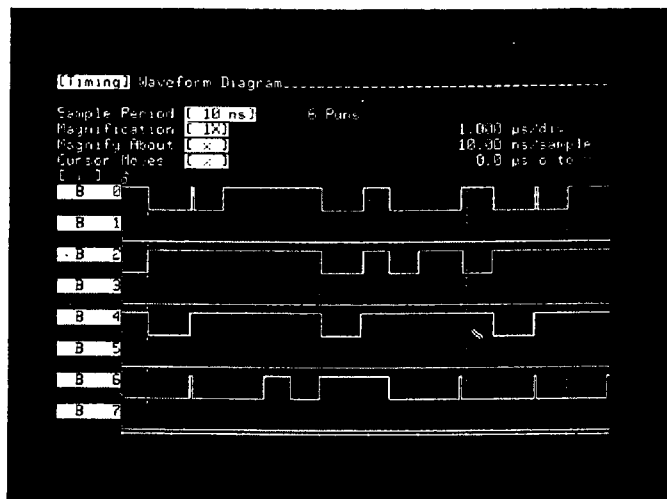 [Timing] Waveform Diagram
Sample Period [ 10 ns] 6 Runs
Magnification [ 1X] 1.000 µs/div
Magnify About [ x ] 10.00 ns/sample
Cursor Moves [ x ] 0.0 µs o to
B 0
B 1
B 2
B 3
B 4
B 5
B 6
B 7